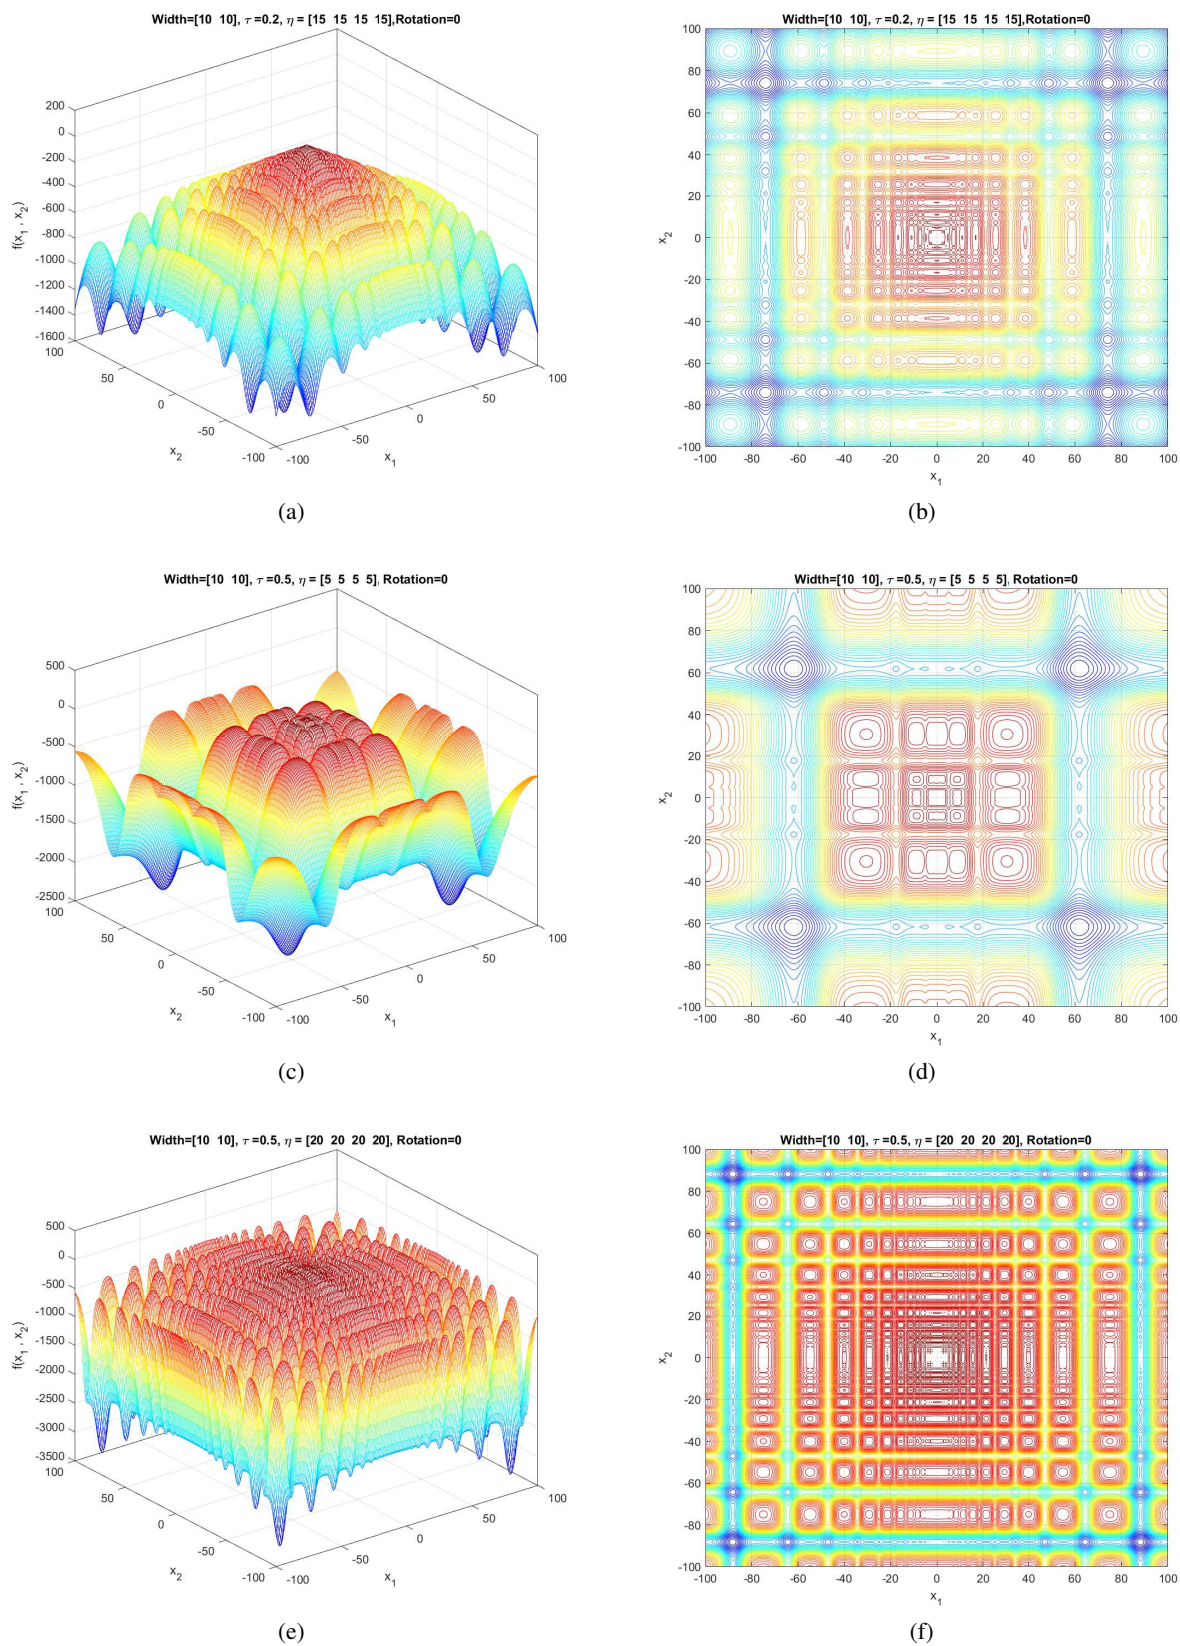 Width=[10 10], τ =0.2, η = [15 15 15 15],Rotation=0
200
0
-200
-400
-600
-800
-1000
-1200
-1400
-1600
f(x1 , x2)
100
50
0
-50
-100
x2
-100
-50
0
50
100
x1
(a)
Width=[10 10], τ =0.2, η = [15 15 15 15],Rotation=0
100
80
60
40
20
0
-20
-40
-60
-80
-100
x2
-100 -80 -60 -40 -20 0 20 40 60 80 100
x1
(b)
Width=[10 10], τ =0.5, η = [5 5 5 5], Rotation=0
500
0
-500
-1000
-1500
-2000
-2500
f(x1 , x2)
100
50
0
-50
-100
x2
-100
-50
0
50
100
x1
(c)
Width=[10 10], τ =0.5, η = [5 5 5 5], Rotation=0
100
80
60
40
20
0
-20
-40
-60
-80
-100
x2
-100 -80 -60 -40 -20 0 20 40 60 80 100
x1
(d)
Width=[10 10], τ =0.5, η = [20 20 20 20], Rotation=0
500
0
-500
-1000
-1500
-2000
-2500
-3000
-3500
f(x1 , x2)
100
50
0
-50
-100
x2
-100
-50
0
50
100
x1
(e)
Width=[10 10], τ =0.5, η = [20 20 20 20], Rotation=0
100
80
60
40
20
0
-20
-40
-60
-80
-100
x2
-100 -80 -60 -40 -20 0 20 40 60 80 100
x1
(f)